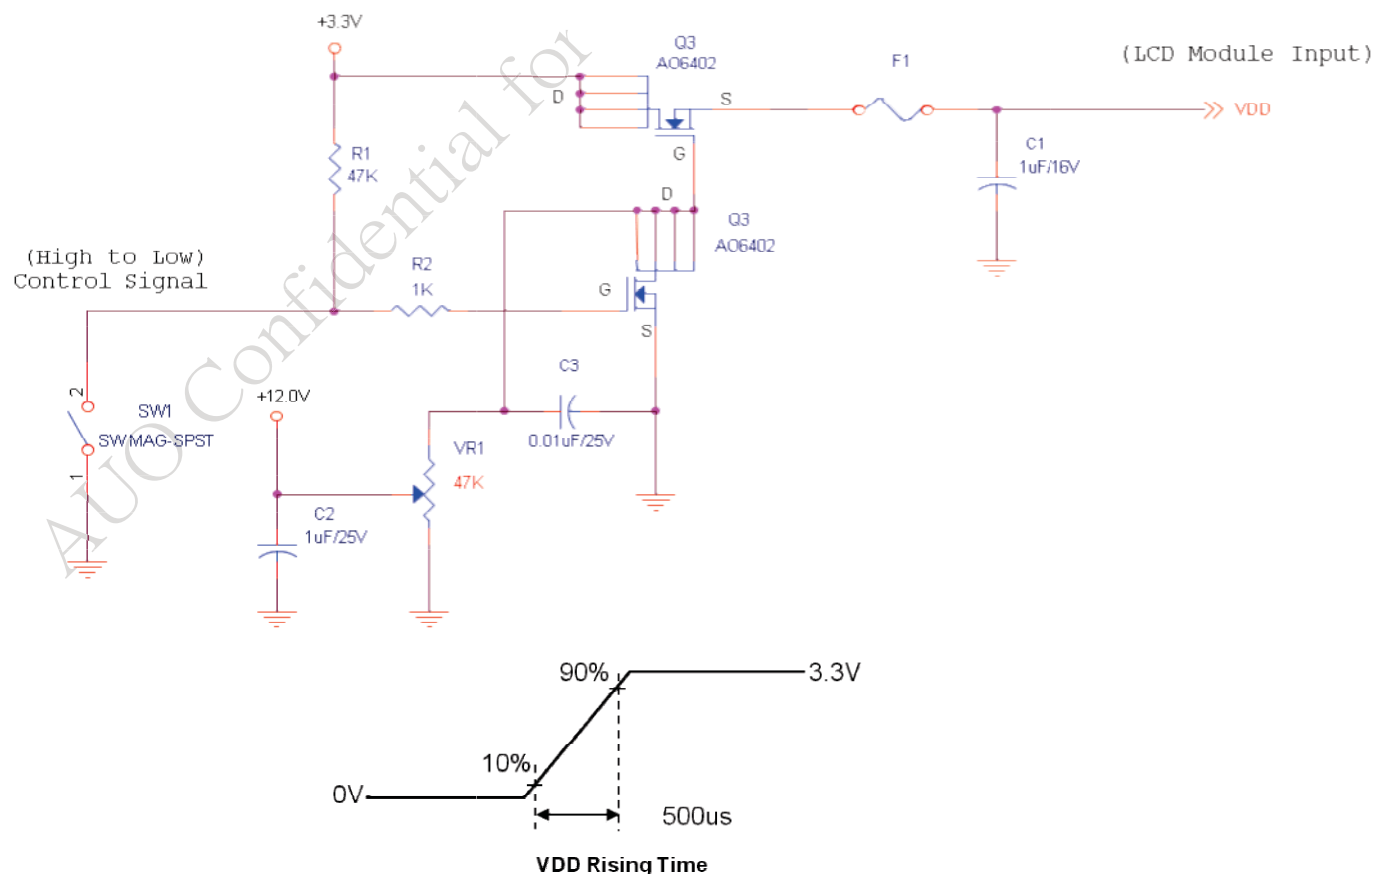 +3.3V
Q3
AO6402
F1
(LCD Module Input)
D
S
VDD
G
R1
47K
C1
1uF/16V
D
Q3
AO6402
(High to Low)
Control Signal
R2
1K
G
S
C3
0.01uF/25V
+12.0V
2
SW1
SW MAG-SPST
1
VR1
47K
C2
1uF/25V
AUO Confidential for
90%
3.3V
10%
0V
500us
VDD Rising Time